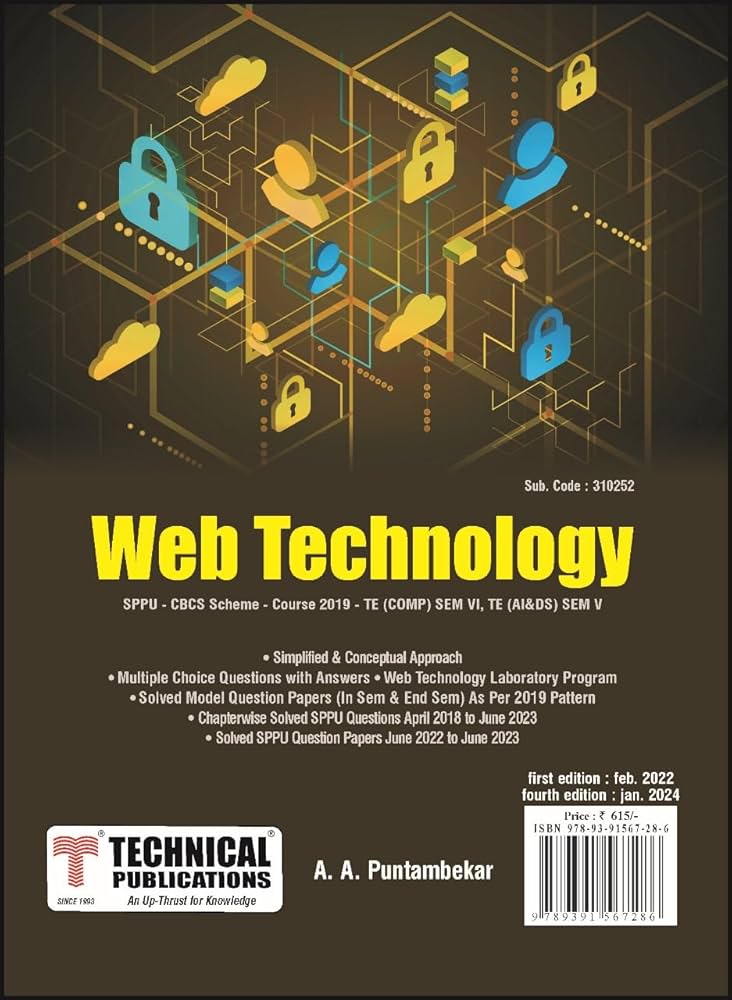 Sub. Code : 310252
Web Technology
SPPU - CBCS Scheme - Course 2019 - TE (COMP) SEM VI, TE (AI&DS) SEM V
• Simplified & Conceptual Approach
• Multiple Choice Questions with Answers • Web Technology Laboratory Program
• Solved Model Question Papers (In Sem & End Sem) As Per 2019 Pattern
• Chapterwise Solved SPPU Questions April 2018 to June 2023
• Solved SPPU Question Papers June 2022 to June 2023
first edition : feb. 2022
fourth edition : jan. 2024
Price : ₹ 615/-
ISBN 978-93-91567-28-6
9 789391 567286
® ®
TECHNICAL
PUBLICATIONS
SINCE 1993 An Up-Thrust for Knowledge
A. A. Puntambekar